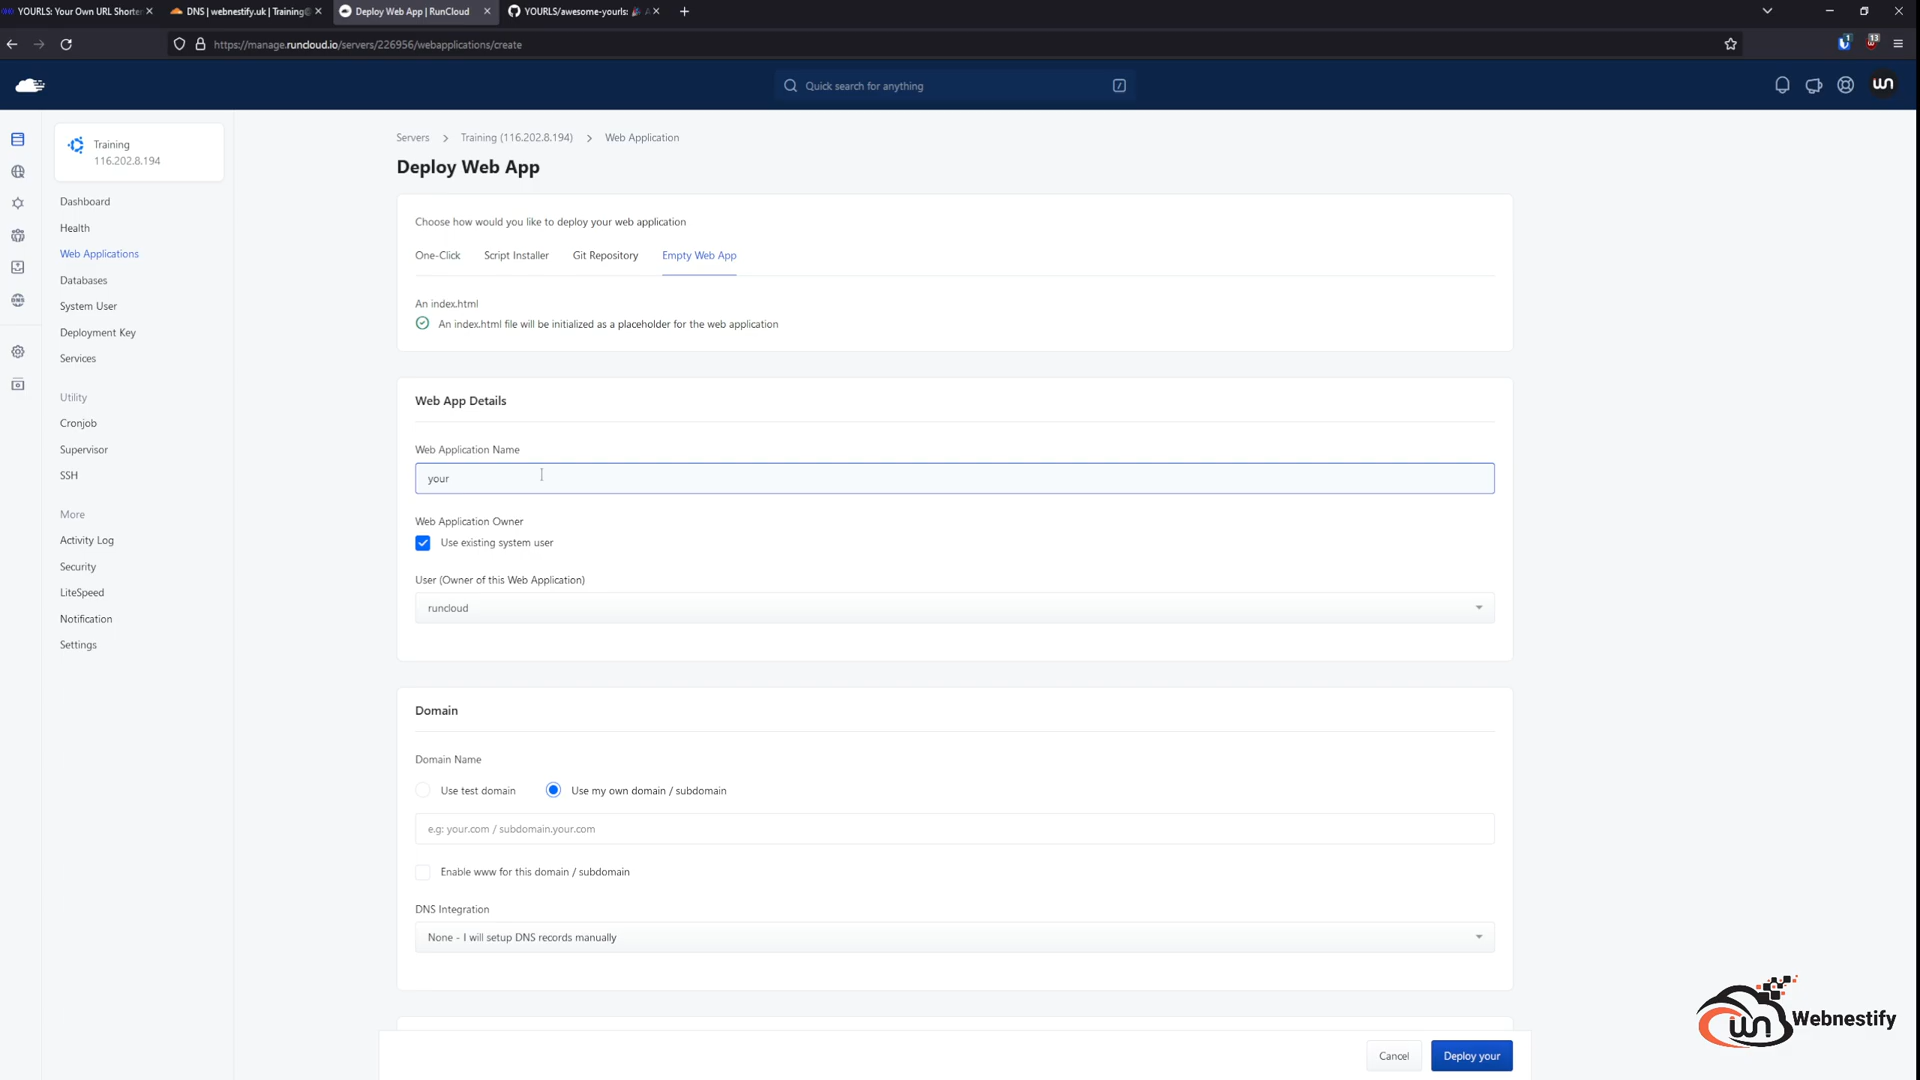 YOURLS: Your Own URL Shorte
DNS | webnestify.uk | Training@
Deploy Web App | RunCloud
YOURLS/awesome-yourls: 🎉 A
https://manage.runcloud.io/servers/226956/webapplications/create
1
13
Quick search for anything
/
un
Training
116.202.8.194
Dashboard
Health
Web Applications
Databases
System User
Deployment Key
Services
Utility
Cronjob
Supervisor
SSH
More
Activity Log
Security
LiteSpeed
Notification
Settings
Servers > Training (116.202.8.194) > Web Application
Deploy Web App
Choose how would you like to deploy your web application
One-Click Script Installer Git Repository Empty Web App
An index.html
An index.html file will be initialized as a placeholder for the web application
Web App Details
Web Application Name
your
Web Application Owner
Use existing system user
User (Owner of this Web Application)
runcloud
Domain
Domain Name
Use test domain Use my own domain / subdomain
e.g: your.com / subdomain.your.com
Enable www for this domain / subdomain
DNS Integration
None - I will setup DNS records manually
Cancel Deploy your
un Webnestify